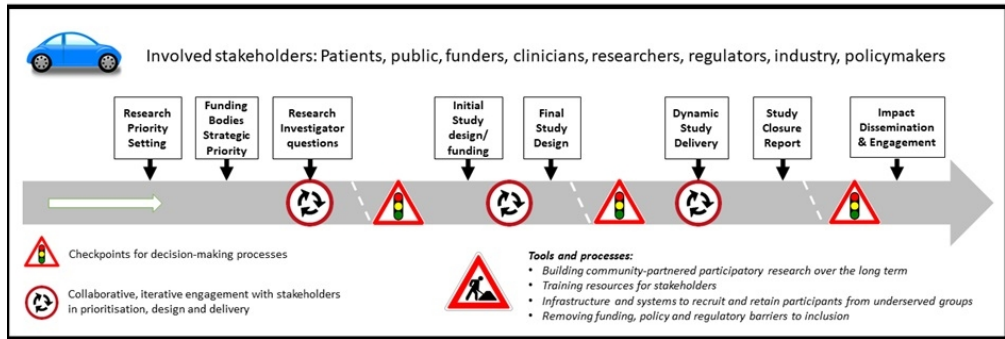 Involved stakeholders: Patients, public, funders, clinicians, researchers, regulators, industry, policymakers
Research
Priority
Setting
Funding
Bodies
Strategic
Priority
Research
Investigator
questions
Initial
Study
design/
funding
Final
Study
Design
Dynamic
Study
Delivery
Study
Closure
Report
Impact
Dissemination
& Engagement
Checkpoints for decision-making processes
Collaborative, iterative engagement with stakeholders
in prioritisation, design and delivery
Tools and processes:
• Building community-partnered participatory research over the long term
• Training resources for stakeholders
• Infrastructure and systems to recruit and retain participants from underserved groups
• Removing funding, policy and regulatory barriers to inclusion